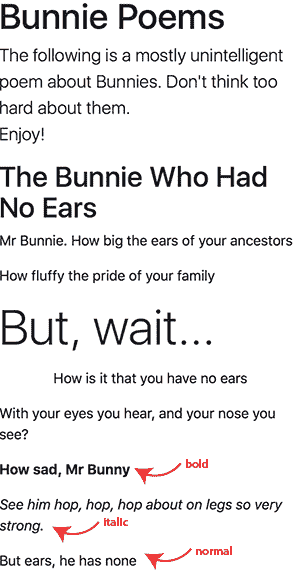 Bunnie Poems
The following is a mostly unintelligent
poem about Bunnies. Don't think too
hard about them.
Enjoy!
The Bunnie Who Had
No Ears
Mr Bunnie. How big the ears of your ancestors
How fluffy the pride of your family
But, wait...
How is it that you have no ears
With your eyes you hear, and your nose you
see?
How sad, Mr Bunny
bold
See him hop, hop, hop about on legs so very
strong.
Italic
But ears, he has none
normal